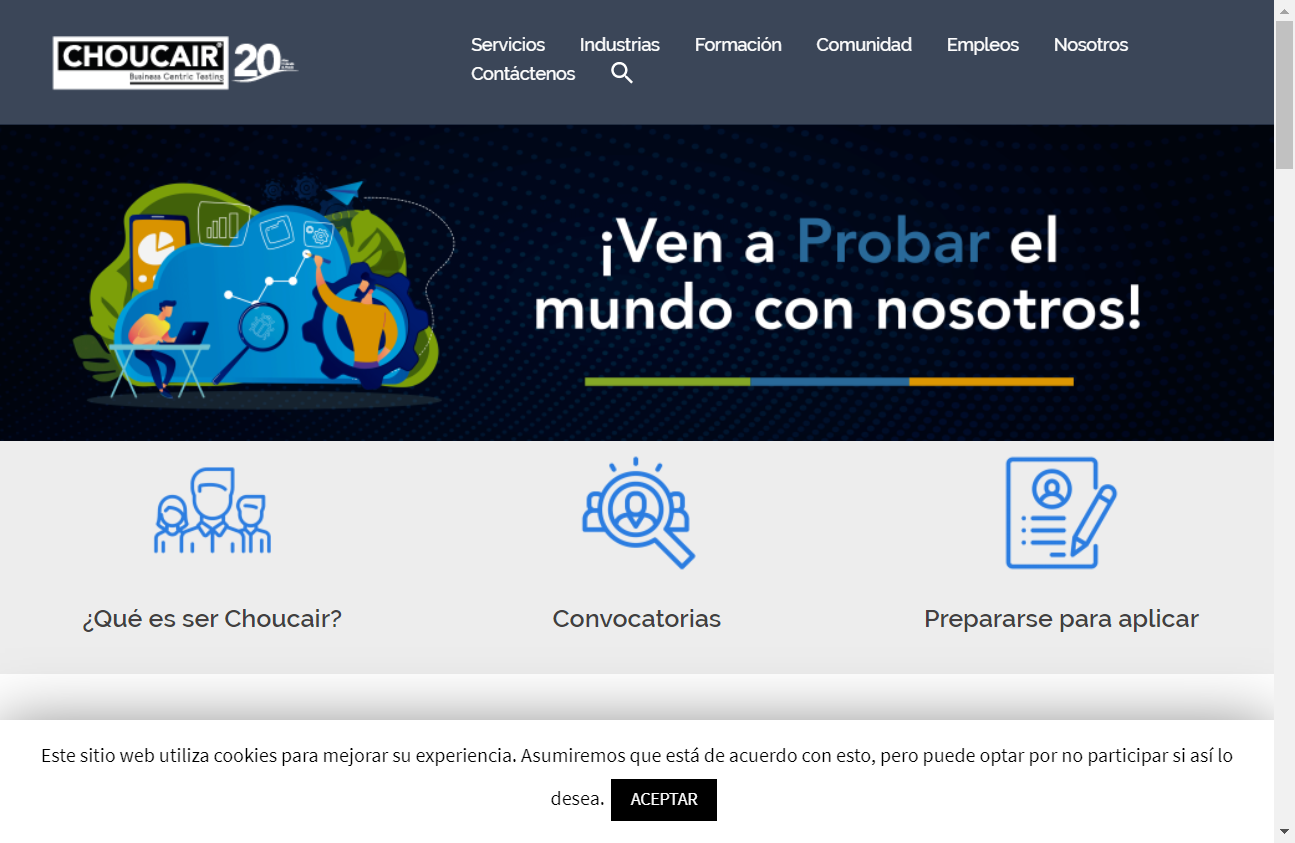 CHOUCAIR®
Business Centric Testing
20
Servicios Industrias Formación Comunidad Empleos Nosotros
Contáctenos
¡Ven a Probar el
mundo con nosotros!
¿Qué es ser Choucair?
Convocatorias
Prepararse para aplicar
Este sitio web utiliza cookies para mejorar su experiencia. Asumiremos que está de acuerdo con esto, pero puede optar por no participar si así lo
desea. ACEPTAR